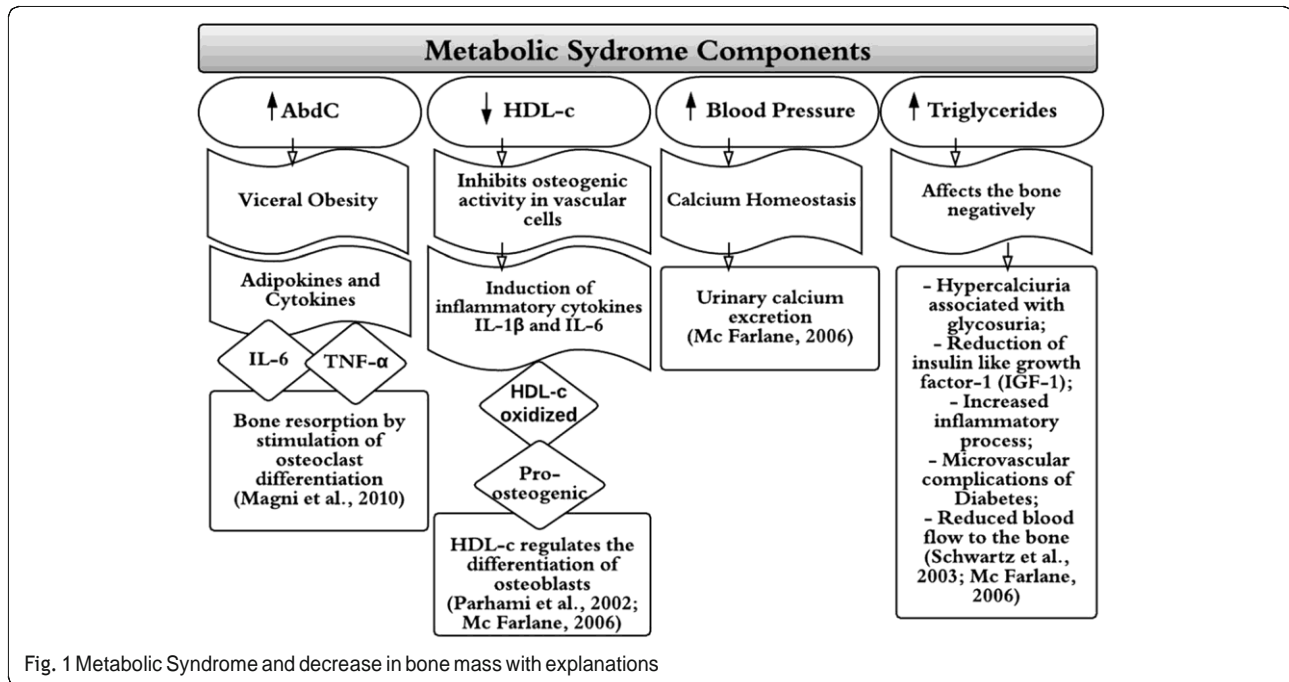 Metabolic Sydrome Components
AbdC
Viceral Obesity
Adipokines and
Cytokines
IL-6
TNF-α
Bone resorption by
stimulation of
osteoclast
differentiation
(Magni et al., 2010)
HDL-c
Inhibits osteogenic
activity in vascular
cells
Induction of
inflammatory cytokines
IL-1β and IL-6
HDL-c
oxidized
Pro-
osteogenic
HDL-c regulates the
differentiation of
osteoblasts
(Parhami et al., 2002;
Mc Farlane, 2006)
Blood Pressure
Calcium Homeostasis
Urinary calcium
excretion
(Mc Farlane, 2006)
Triglycerides
Affects the bone
negatively
- Hypercalciuria
associated with
glycosuria;
- Reduction of
insulin like growth
factor-1 (IGF-1);
- Increased
inflammatory
process;
- Microvascular
complications of
Diabetes;
- Reduced blood
flow to the bone
(Schwartz et al.,
2003; Mc Farlane,
2006)
Fig. 1 Metabolic Syndrome and decrease in bone mass with explanations